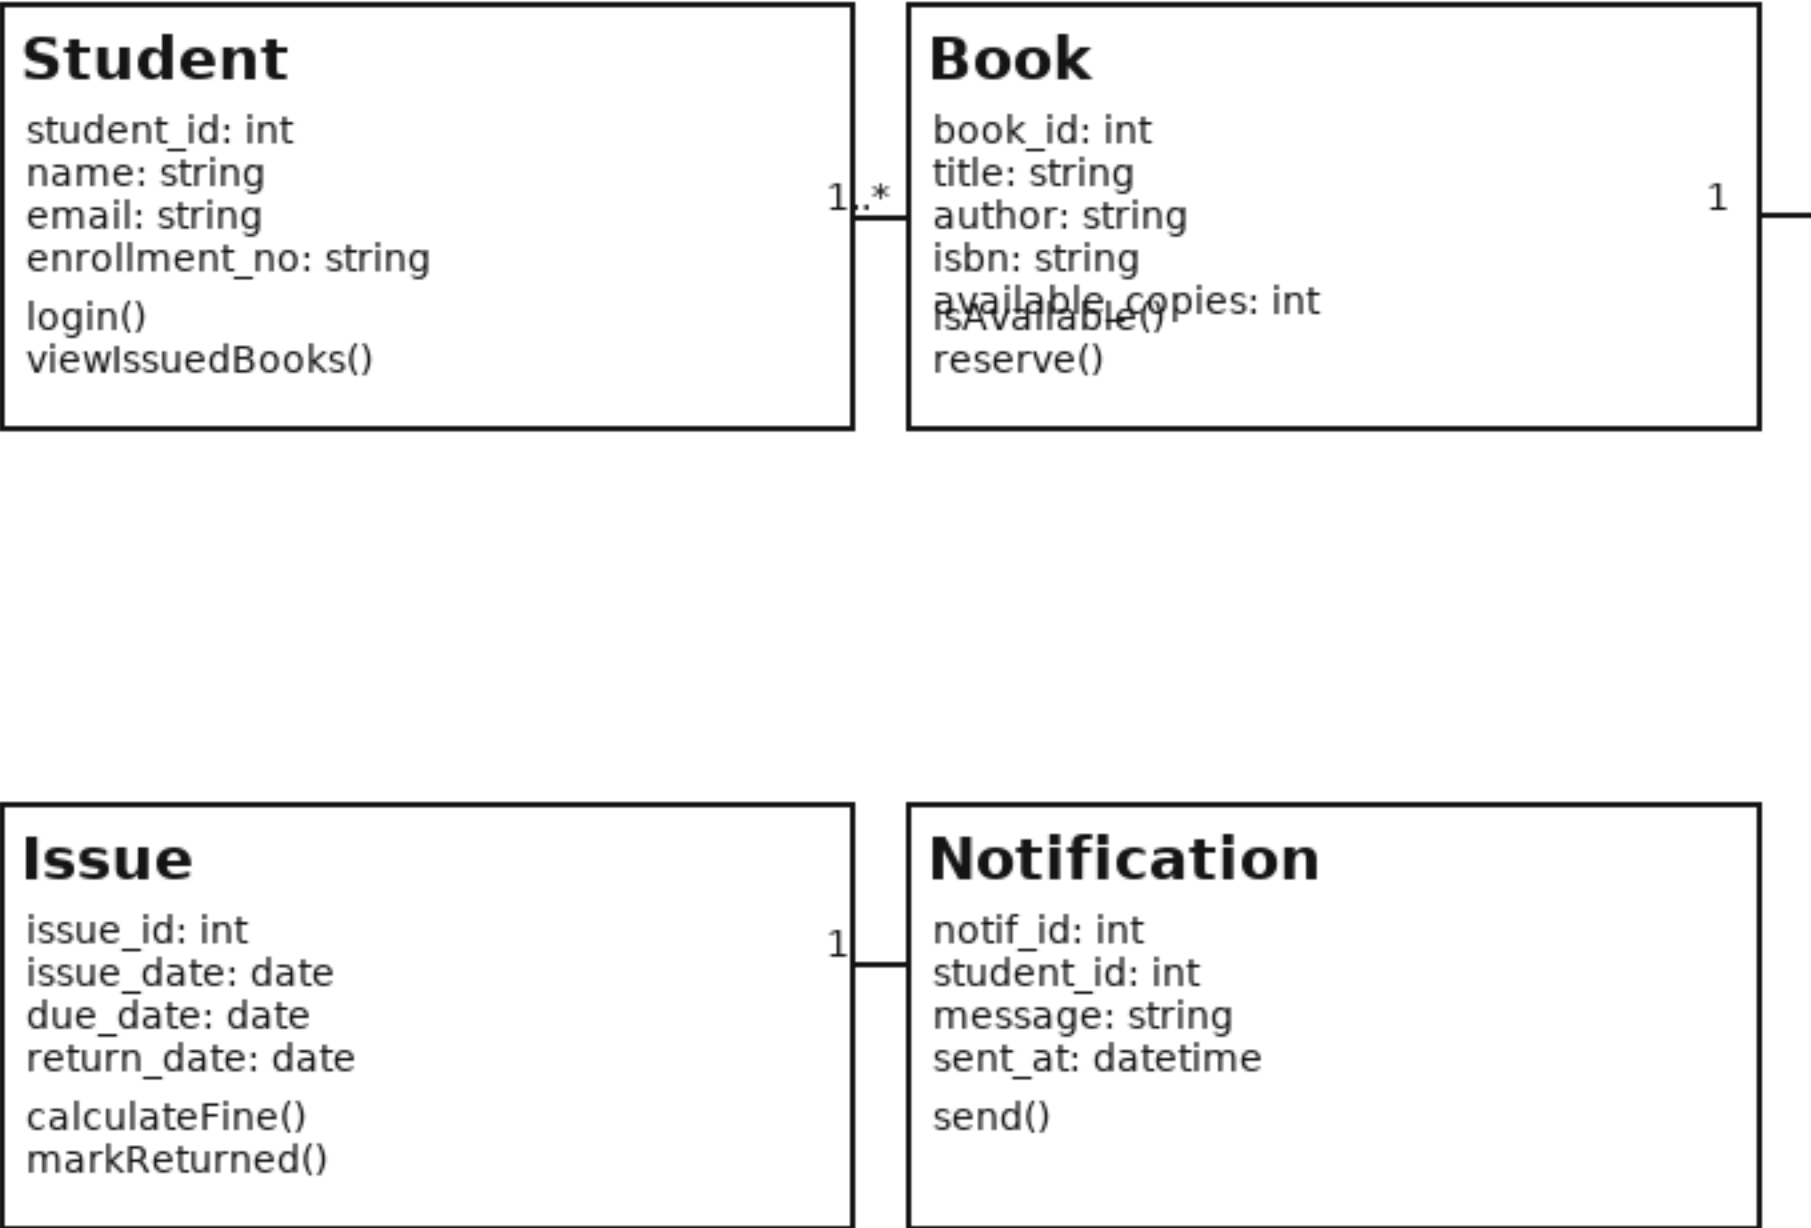 Student
student_id: int
name: string
email: string
enrollment_no: string
login()
viewIssuedBooks()
1..*
Book
book_id: int
title: string
author: string
isbn: string
available_copies: int
isAvailable()
reserve()
1
Issue
issue_id: int
issue_date: date
due_date: date
return_date: date
calculateFine()
markReturned()
1
Notification
notif_id: int
student_id: int
message: string
sent_at: datetime
send()